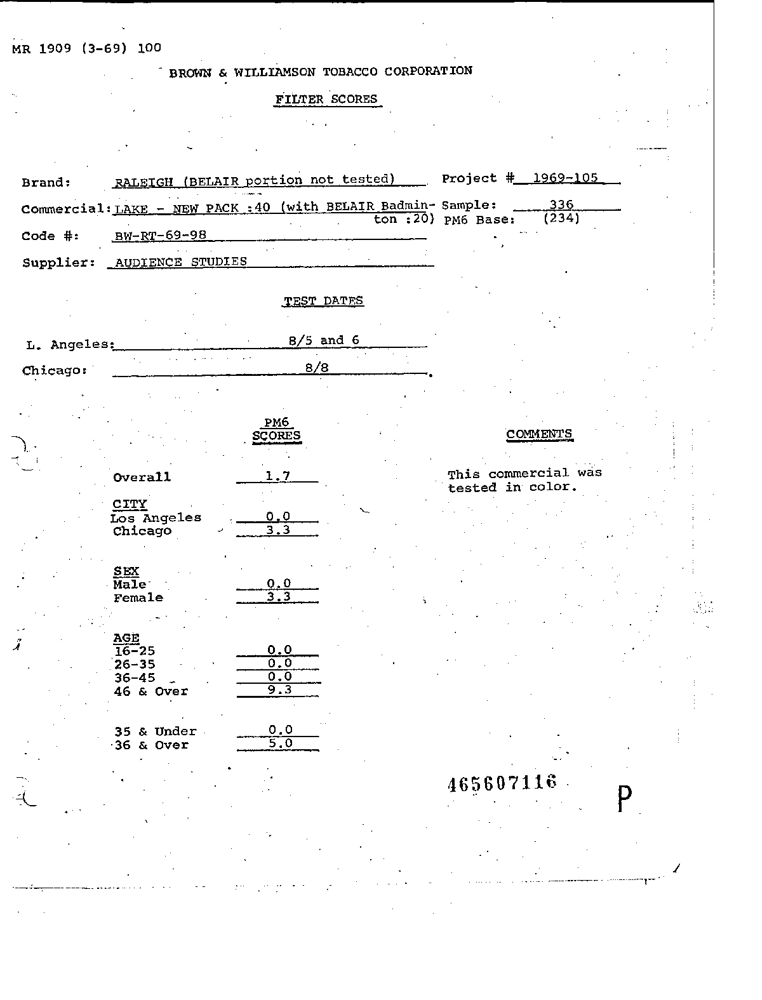 MR 1909 (3-69) 100
BROWN & WILLIAMSON TOBACCO CORPORATION
FILTER SCORES
Brand: RALEIGH (BELAIR portion not tested) Project # 1969-105
Commercial: LAKE - NEW PACK :40 (with BELAIR Badmin- Sample: 336
ton :20) PM6 Base: (234)
Code #: BW-RT-69-98
Supplier: AUDIENCE STUDIES
TEST DATES
L. Angeles: 8/5 and 6
Chicago: 8/8
PM6
SCORES COMMENTS
Overall 1.7 This commercial was
tested in color.
CITY
Los Angeles 0.0
Chicago 3.3
SEX
Male 0.0
Female 3.3
AGE
16-25 0.0
26-35 0.0
36-45 0.0
46 & Over 9.3
35 & Under 0.0
36 & Over 5.0
465607116
P